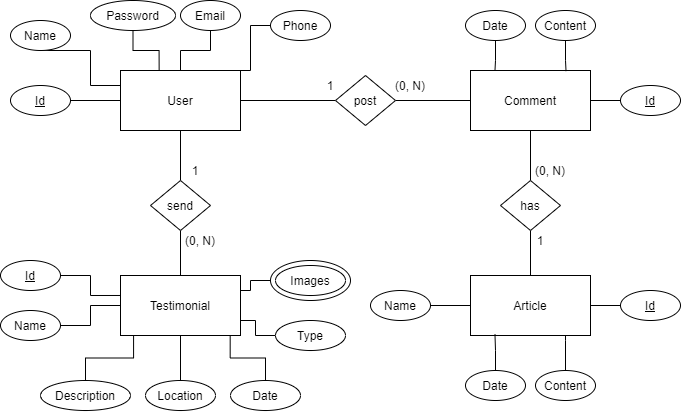 Password
Email
Name
Phone
Date
Content
Id
User
1
post
(0, N)
Comment
Id
1
(0, N)
send
has
(0, N)
1
Id
Images
Name
Testimonial
Name
Article
Id
Type
Description
Location
Date
Date
Content